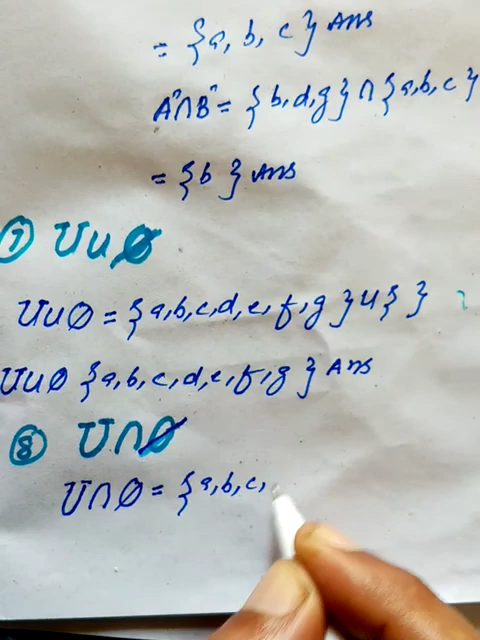 = {a, b, c} Ans
A"∩B" = {b,d,g} ∩ {a,b,c}
= {b} Ans
⑦ U∪∅
U∪∅ = {a,b,c,d,e,f,g} ∪ { }
U∪∅ {a,b,c,d,e,f,g} Ans
⑧ U∩∅
U∩∅ = {a,b,c,